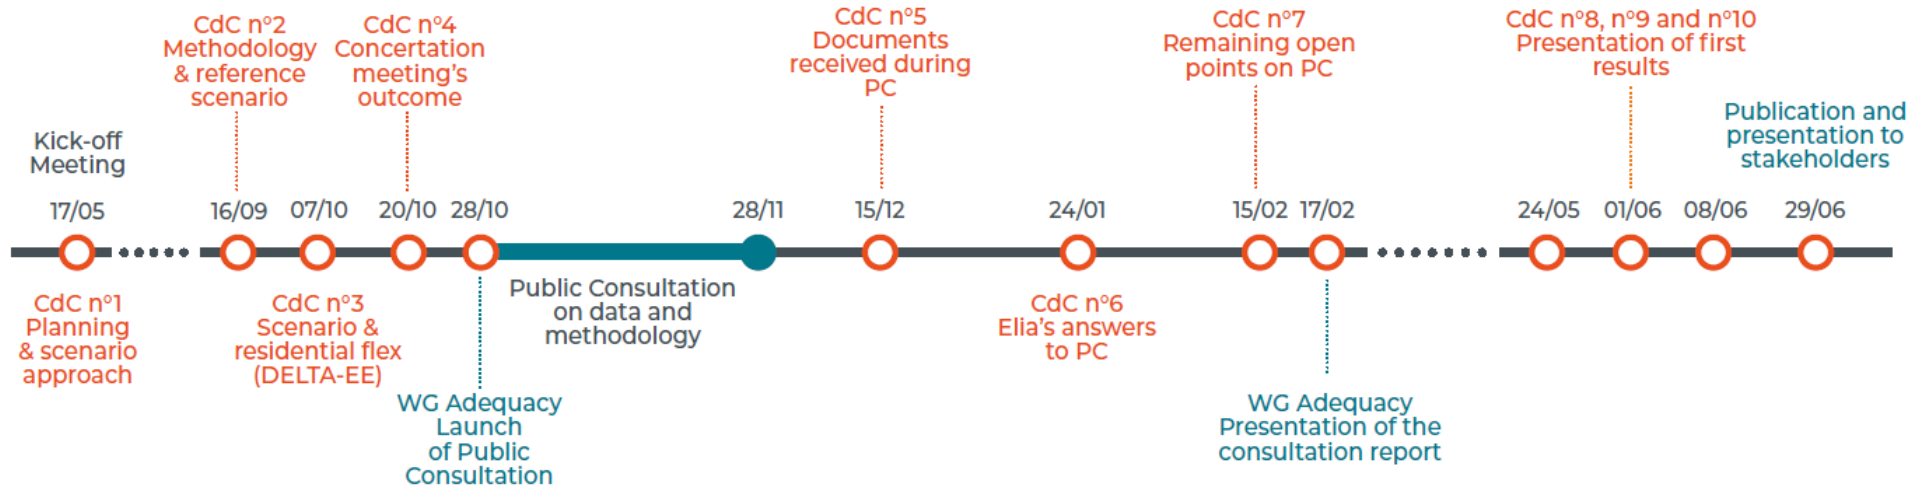 CdC n°2
Methodology
& reference
scenario
CdC n°4
Concertation
meeting's
outcome
CdC n°5
Documents
received during
PC
CdC n°7
Remaining open
points on PC
CdC n°8, n°9 and n°10
Presentation of first
results
Publication and
presentation to
stakeholders
Kick-off
Meeting
17/05
16/09
07/10
20/10
28/10
28/11
15/12
24/01
15/02
17/02
24/05
01/06
08/06
29/06
CdC n°1
Planning
& scenario
approach
CdC n°3
Scenario &
residential flex
(DELTA-EE)
WG Adequacy
Launch
of Public
Consultation
Public Consultation
on data and
methodology
CdC n°6
Elia's answers
to PC
WG Adequacy
Presentation of the
consultation report